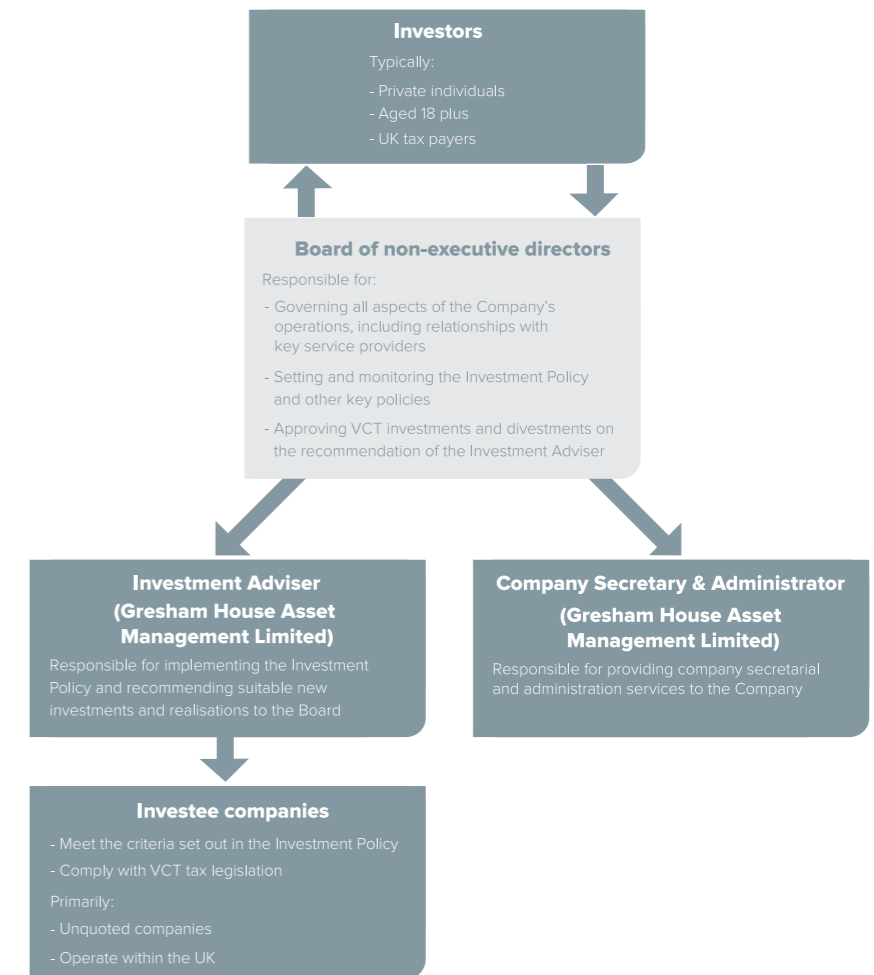 Investors
Typically:
- Private individuals
- Aged 18 plus
- UK tax payers
Board of non-executive directors
Responsible for:
- Governing all aspects of the Company’s
operations, including relationships with
key service providers
- Setting and monitoring the Investment Policy
and other key policies
- Approving VCT investments and divestments on
the recommendation of the Investment Adviser
Investment Adviser
(Gresham House Asset
Management Limited)
Responsible for implementing the Investment
Policy and recommending suitable new
investments and realisations to the Board
Company Secretary & Administrator
(Gresham House Asset
Management Limited)
Responsible for providing company secretarial
and administration services to the Company
Investee companies
- Meet the criteria set out in the Investment Policy
- Comply with VCT tax legislation
Primarily:
- Unquoted companies
- Operate within the UK